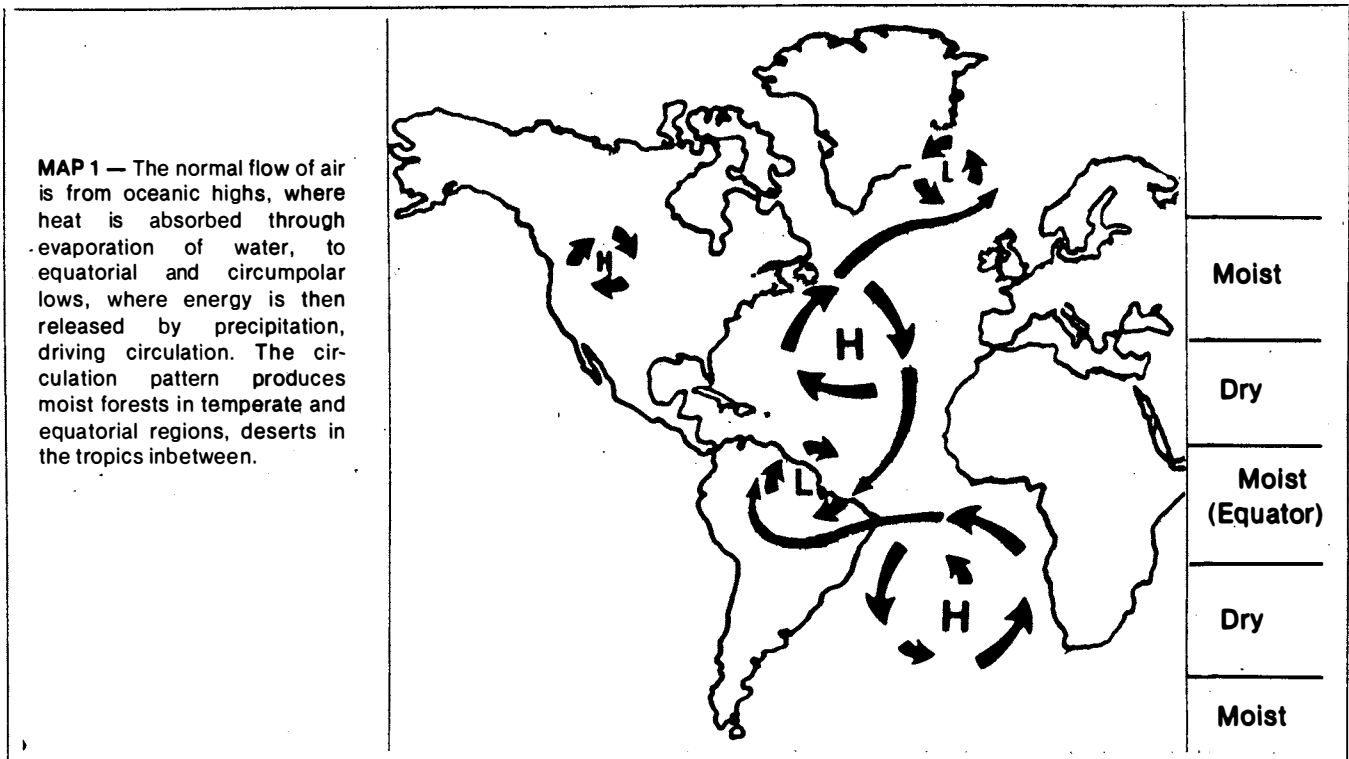 MAP 1 — The normal flow of air
is from oceanic highs, where
heat is absorbed through
evaporation of water, to
equatorial and circumpolar
lows, where energy is then
released by precipitation,
driving circulation. The cir-
culation pattern produces
moist forests in temperate and
equatorial regions, deserts in
the tropics inbetween.
L
H
H
L
H
Moist
Dry
Moist
(Equator)
Dry
Moist